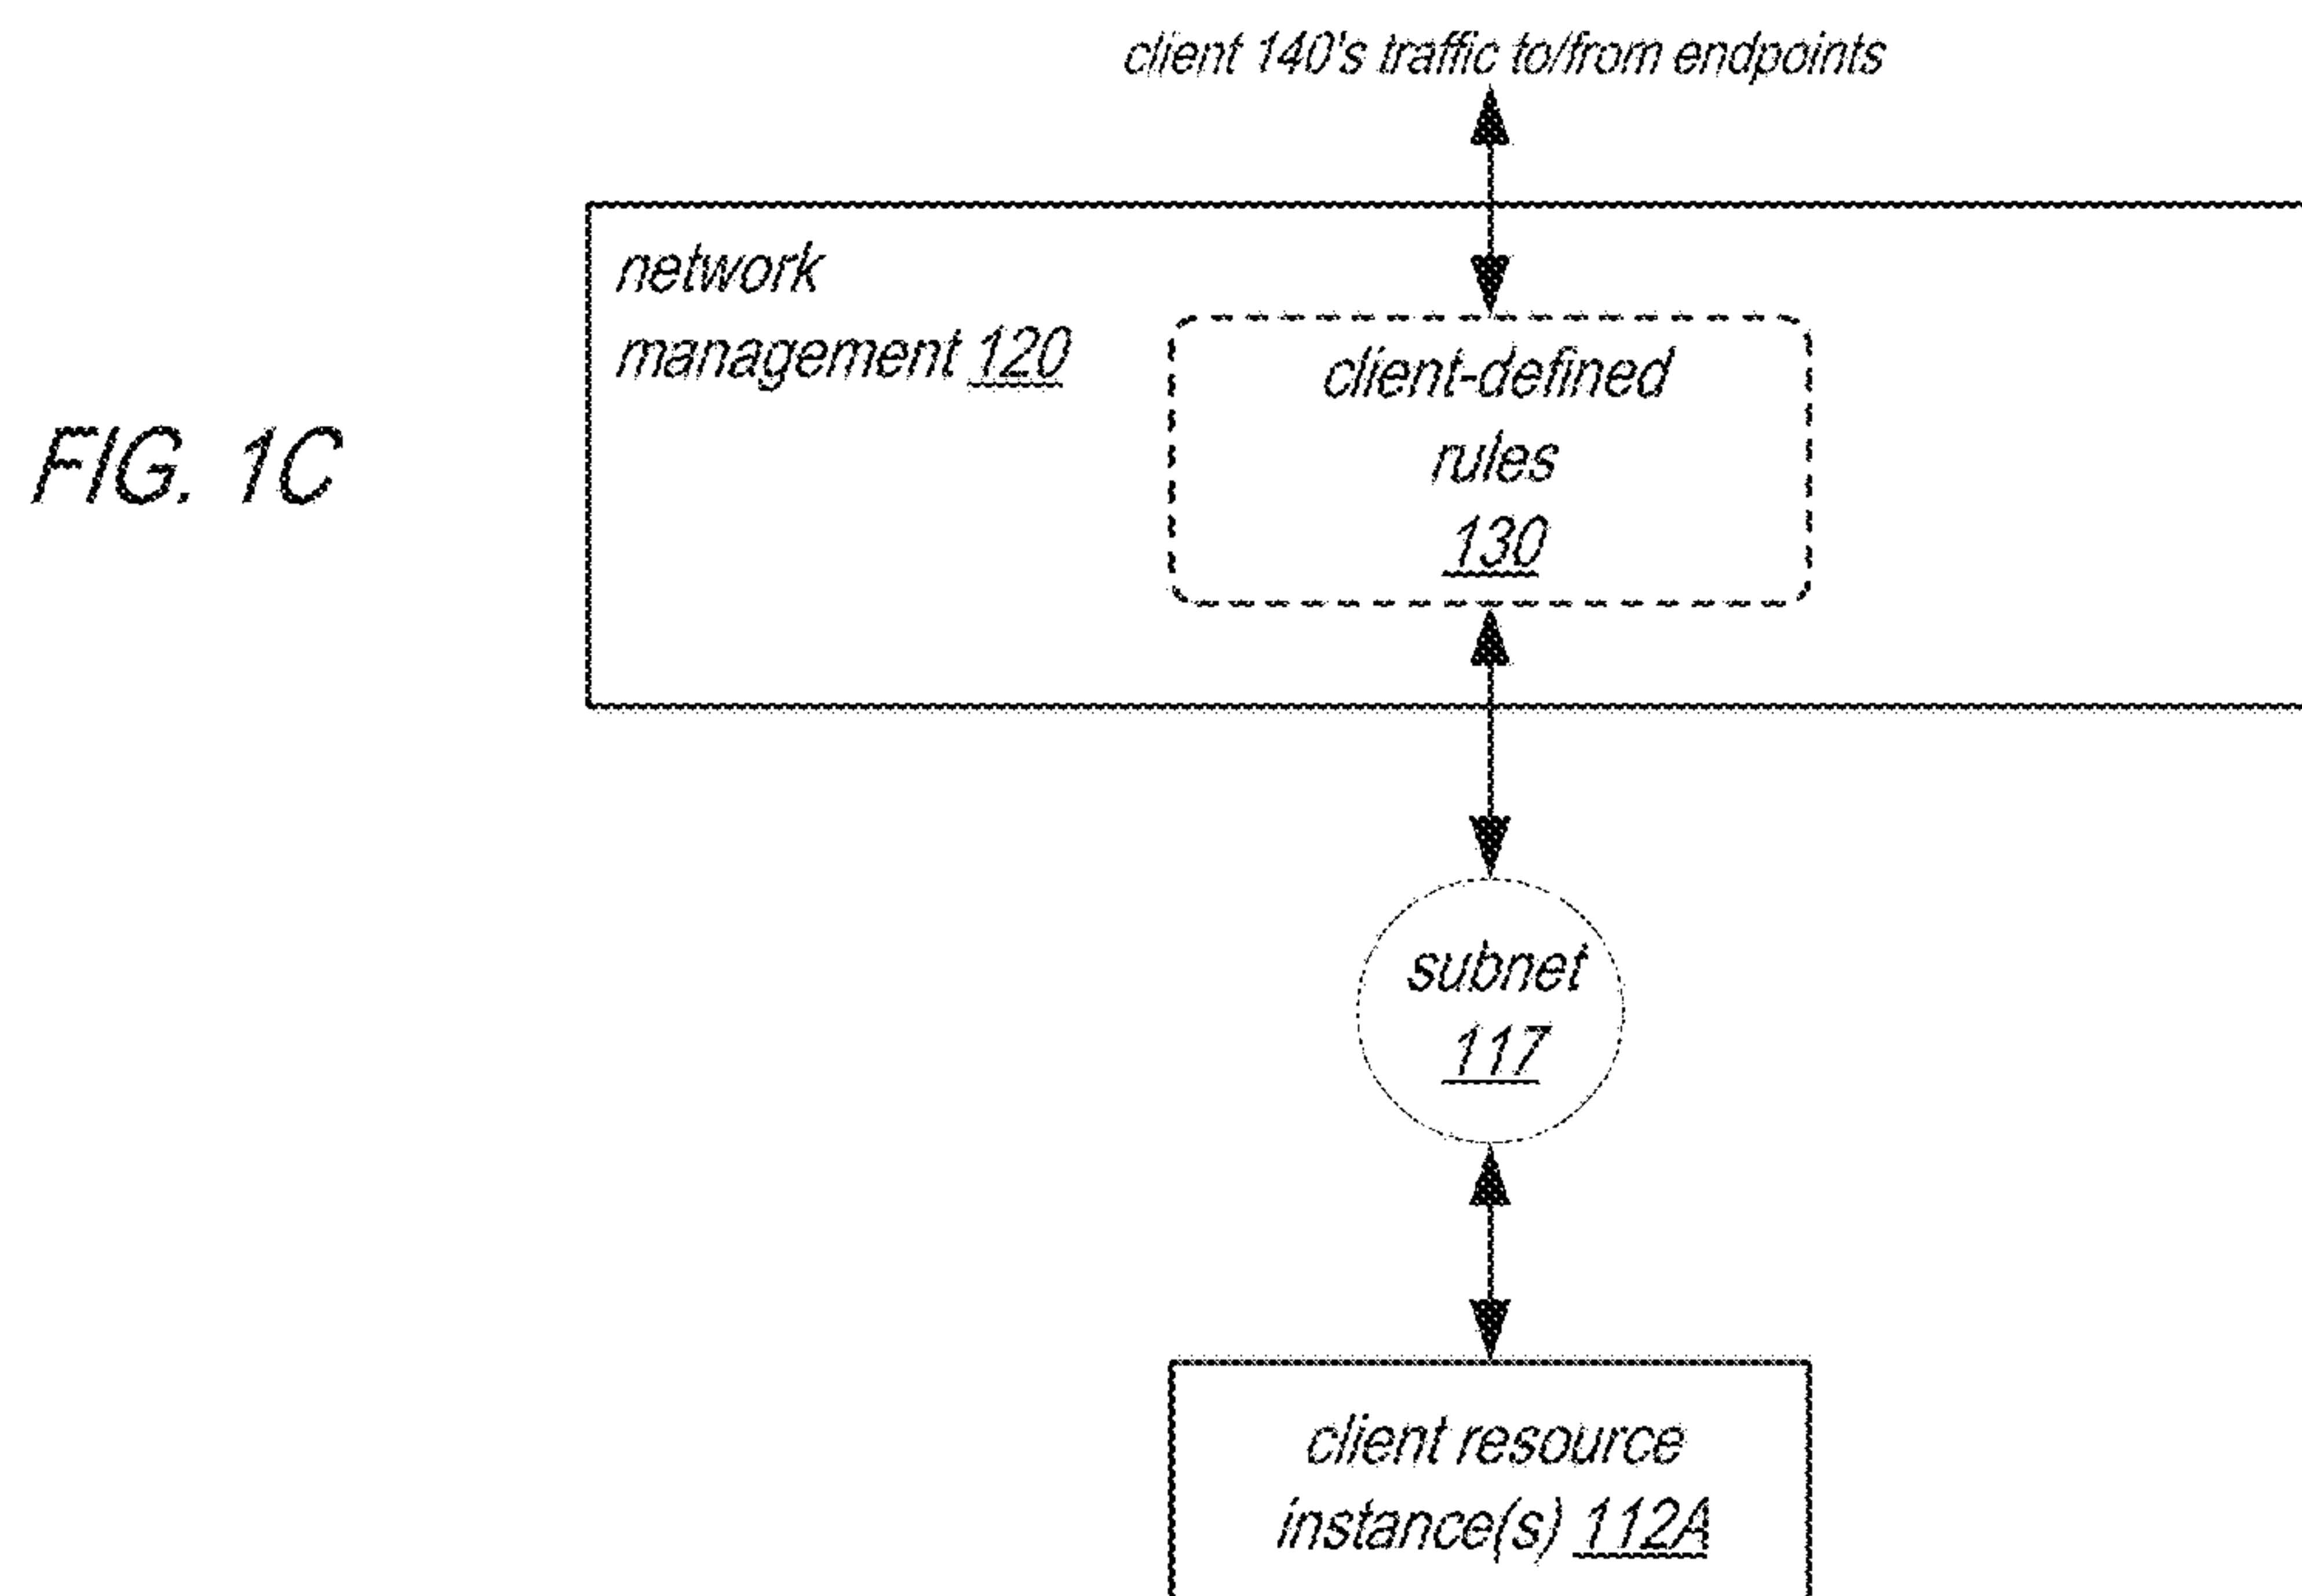 client 140's traffic to/from endpoints
network
management 120
client-defined
rules
130
FIG. 1C
subnet
117
client resource
instance(s) 112A